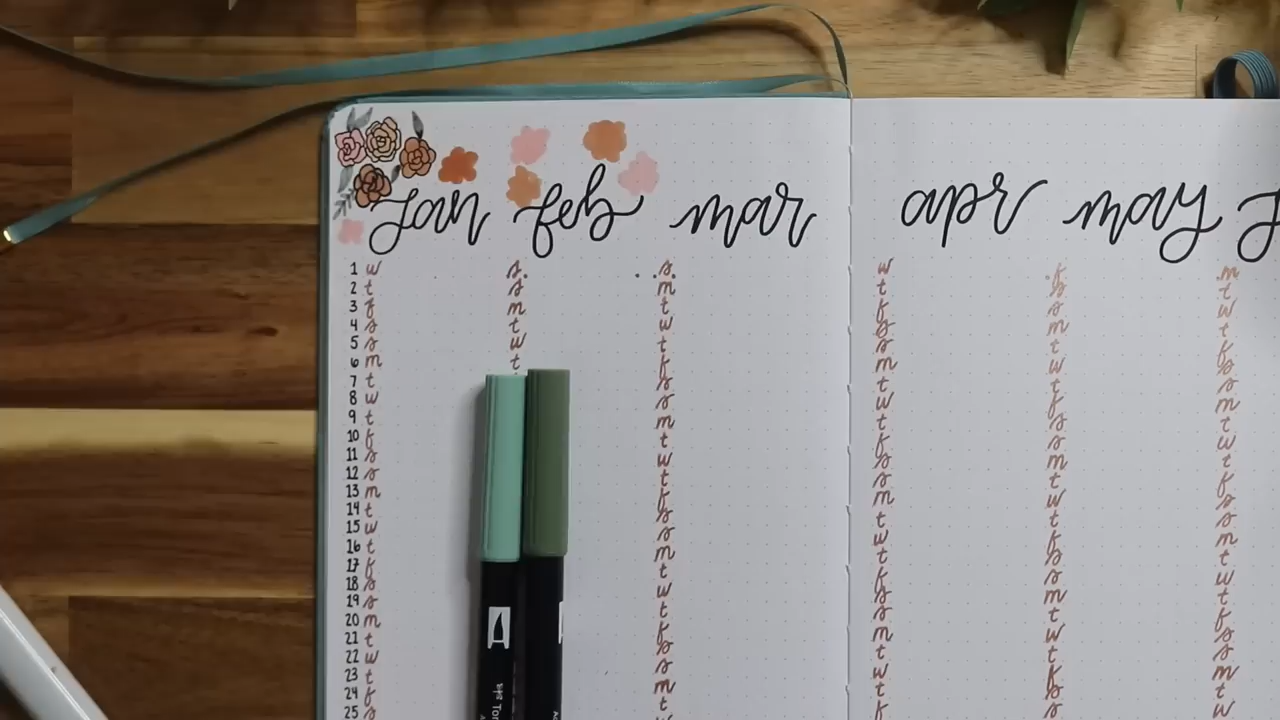 Jan feb mar apr may
1 w s s w f m
2 t s m t s t
3 f m t f s w
4 s t w s m t
5 s w t s t f
6 m t f m w s
7 t s t t s
8 w s w f m
9 t m t s t
10 f t f s w
11 s w s m t
12 s t s t f
13 m f m w s
14 t s t t s
15 w s w f m
16 t m t s t
17 f t f s w
18 s w s m t
19 s t s t f
20 m f m w s
21 t s t t s
22 w s w f m
23 t m t s t
24 f t f s w
25 s w